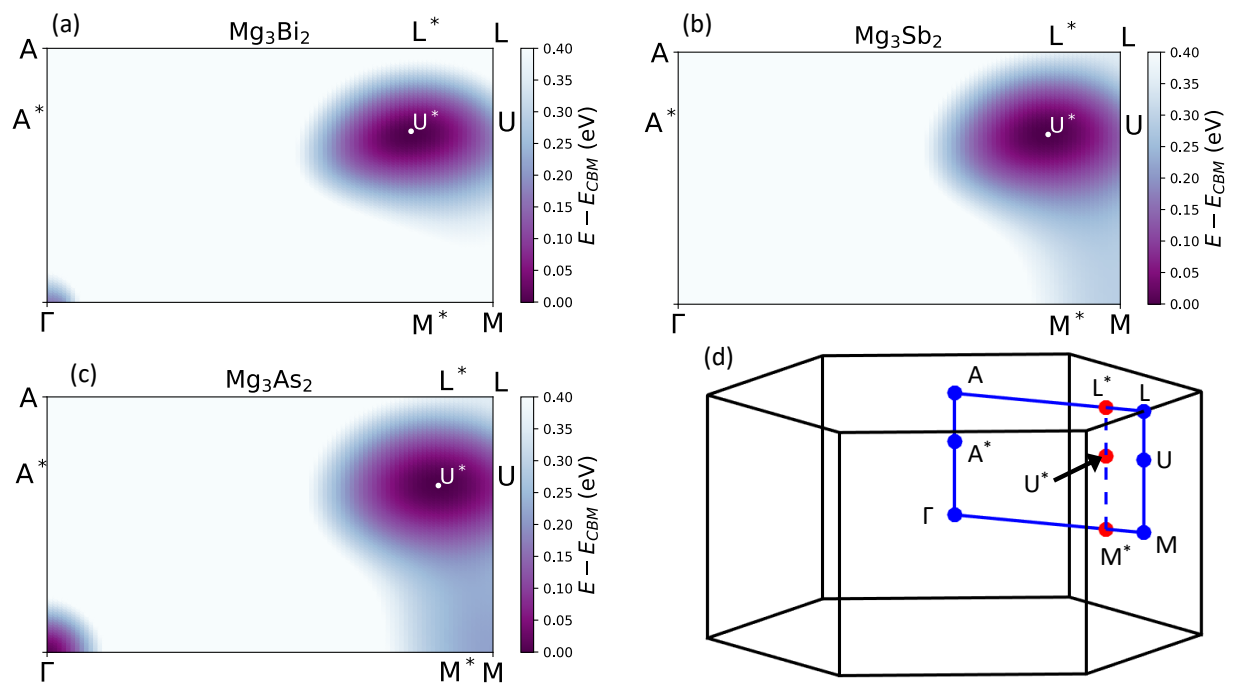 (a)
Mg₃Bi₂
L*
L
A
A*
U*
U
Γ
M*
M
0.40
0.35
0.30
0.25
0.20
0.15
0.10
0.05
0.00
E − E_CBM (eV)
(b)
Mg₃Sb₂
L*
L
A
A*
U*
U
Γ
M*
M
0.40
0.35
0.30
0.25
0.20
0.15
0.10
0.05
0.00
E − E_CBM (eV)
(c)
Mg₃As₂
L*
L
A
A*
U*
U
Γ
M*
M
0.40
0.35
0.30
0.25
0.20
0.15
0.10
0.05
0.00
E − E_CBM (eV)
(d)
A
L*
L
A*
U
U*
Γ
M*
M